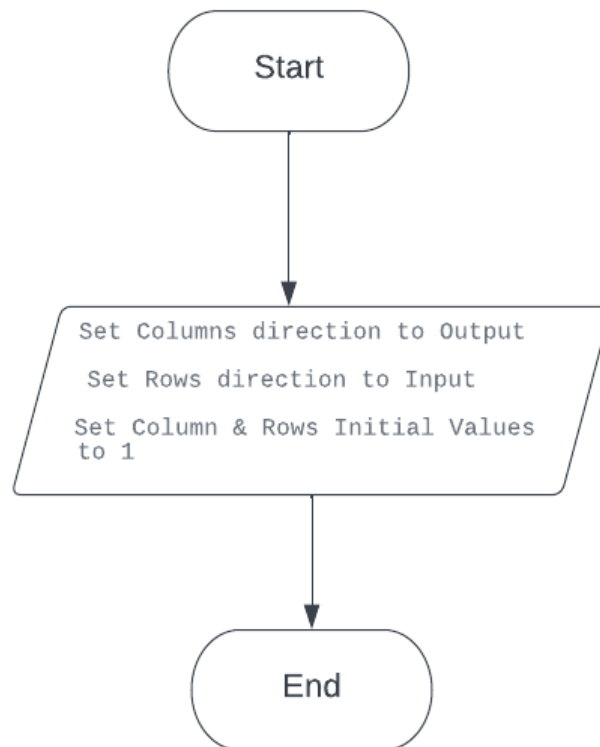 Start
Set Columns direction to Output
Set Rows direction to Input
Set Column & Rows Initial Values
to 1
End